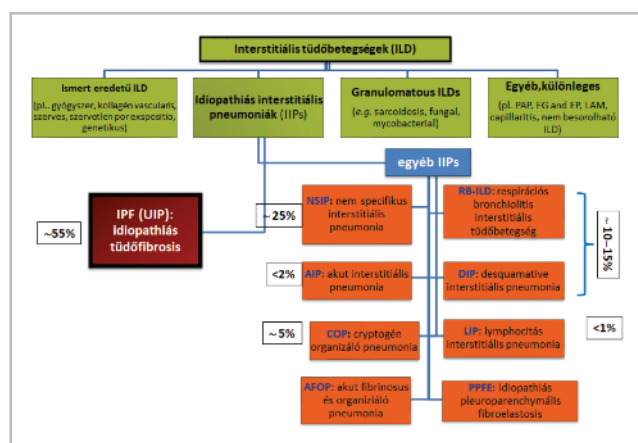 Interstitiális tüdőbetegségek (ILD)
Ismert eredetű ILD
(pl.. gyógyszer, kollagén vascularis,
szerves, szervetlen por expositio,
genetikus)
Idiopathiás interstitiális
pneumoniák (IIPs)
Granulomatous ILDs
(e.g. sarcoidosis, fungal,
mycobacterial)
Egyéb,különleges
(pl. PAP, EG and EP, LAM,
capillaritis, nem besorolható
ILD)
egyéb IIPs
IPF (UIP):
Idiopathiás
tüdőfibrosis
~55%
~25%
NSIP: nem specifikus
interstitiális
pneumonia
RB-ILD: respirációs
bronchiolitis
interstitiális
tüdőbetegség
~10–15%
<2%
AIP: akut interstitiális
pneumonia
DIP: desquamative
interstitiális pneumonia
~5%
COP: cryptogén
organizáló pneumonia
LIP: lymphocitás
interstitiális pneumonia
<1%
AFOP: akut fibrinosus
és organiziáló
pneumonia
PPFE: Idiopathiás
pleuroparenchymális
fibroelastosis